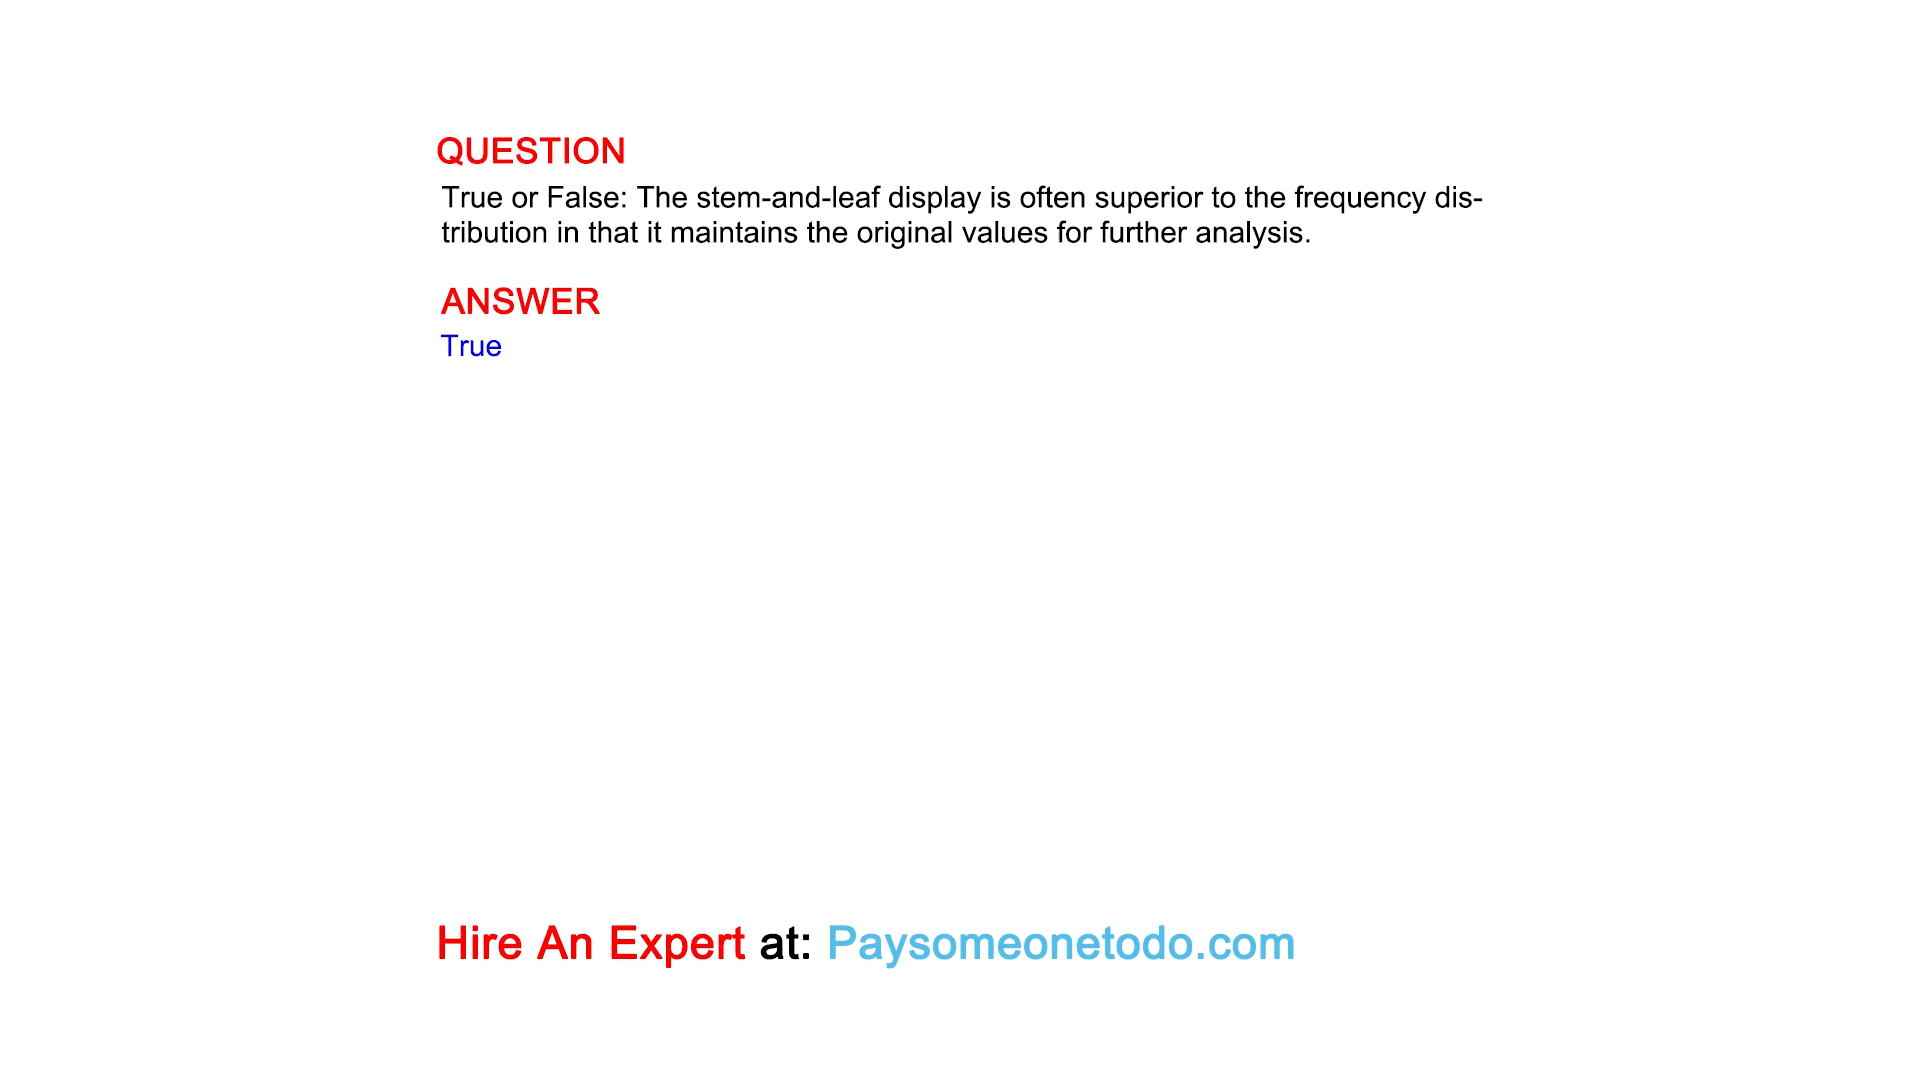 QUESTION
True or False: The stem-and-leaf display is often superior to the frequency dis-
tribution in that it maintains the original values for further analysis.
ANSWER
True
Hire An Expert at: Paysomeonetodo.com